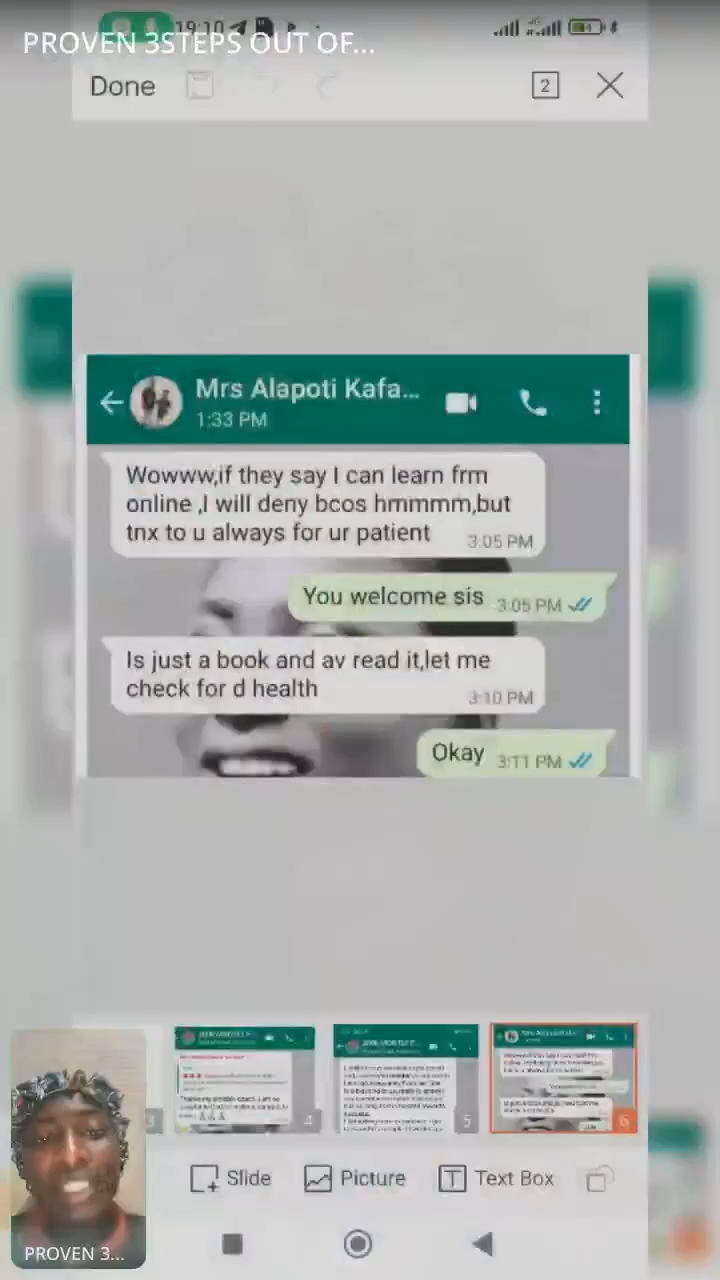 19:10
PROVEN 3STEPS OUT OF...
Done
2
Mrs Alapoti Kafa...
1:33 PM
Wowww,if they say I can learn frm
online ,I will deny bcos hmmmm,but
tnx to u always for ur patient
3:05 PM
You welcome sis
3:05 PM
Is just a book and av read it,let me
check for d health
3:10 PM
Okay
3:11 PM
3
4
5
6
Slide
Picture
Text Box
PROVEN 3...